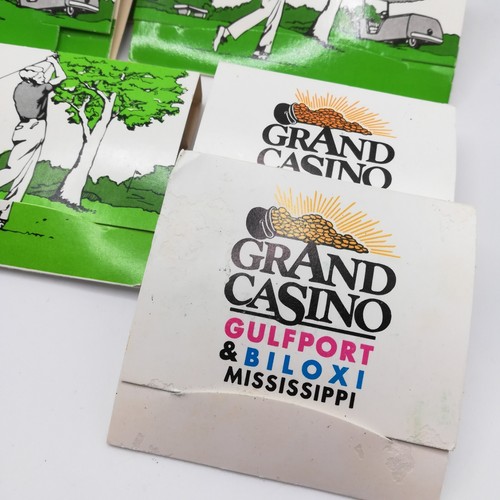 GRAND
CASINO
GRAND
CASINO
GULFPORT
& BILOXI
MISSISSIPPI